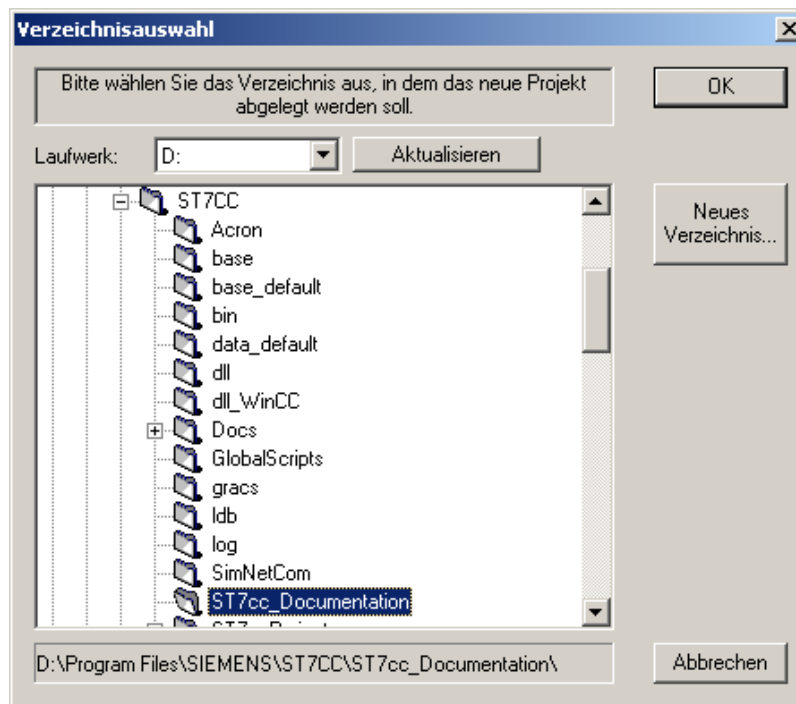 Verzeichnisauswahl
Bitte wählen Sie das Verzeichnis aus, in dem das neue Projekt
abgelegt werden soll.
OK
Laufwerk:
D:
Aktualisieren
Neues
Verzeichnis...
ST7CC
Acron
base
base_default
bin
data_default
dll
dll_WinCC
Docs
GlobalScripts
gracs
ldb
log
SimNetCom
ST7cc_Documentation
D:\Program Files\SIEMENS\ST7CC\ST7cc_Documentation\
Abbrechen